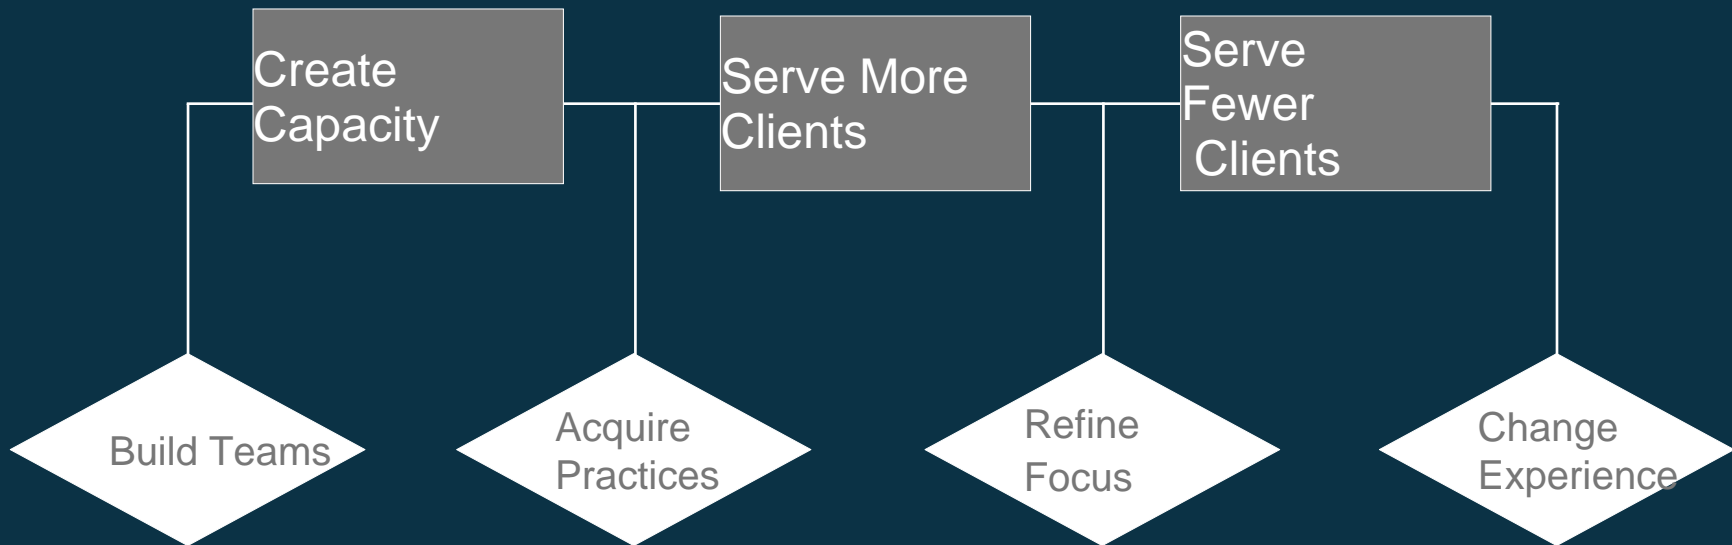 Create
Capacity
Serve More
Clients
Serve
Fewer
Clients
Build Teams
Acquire
Practices
Refine
Focus
Change
Experience